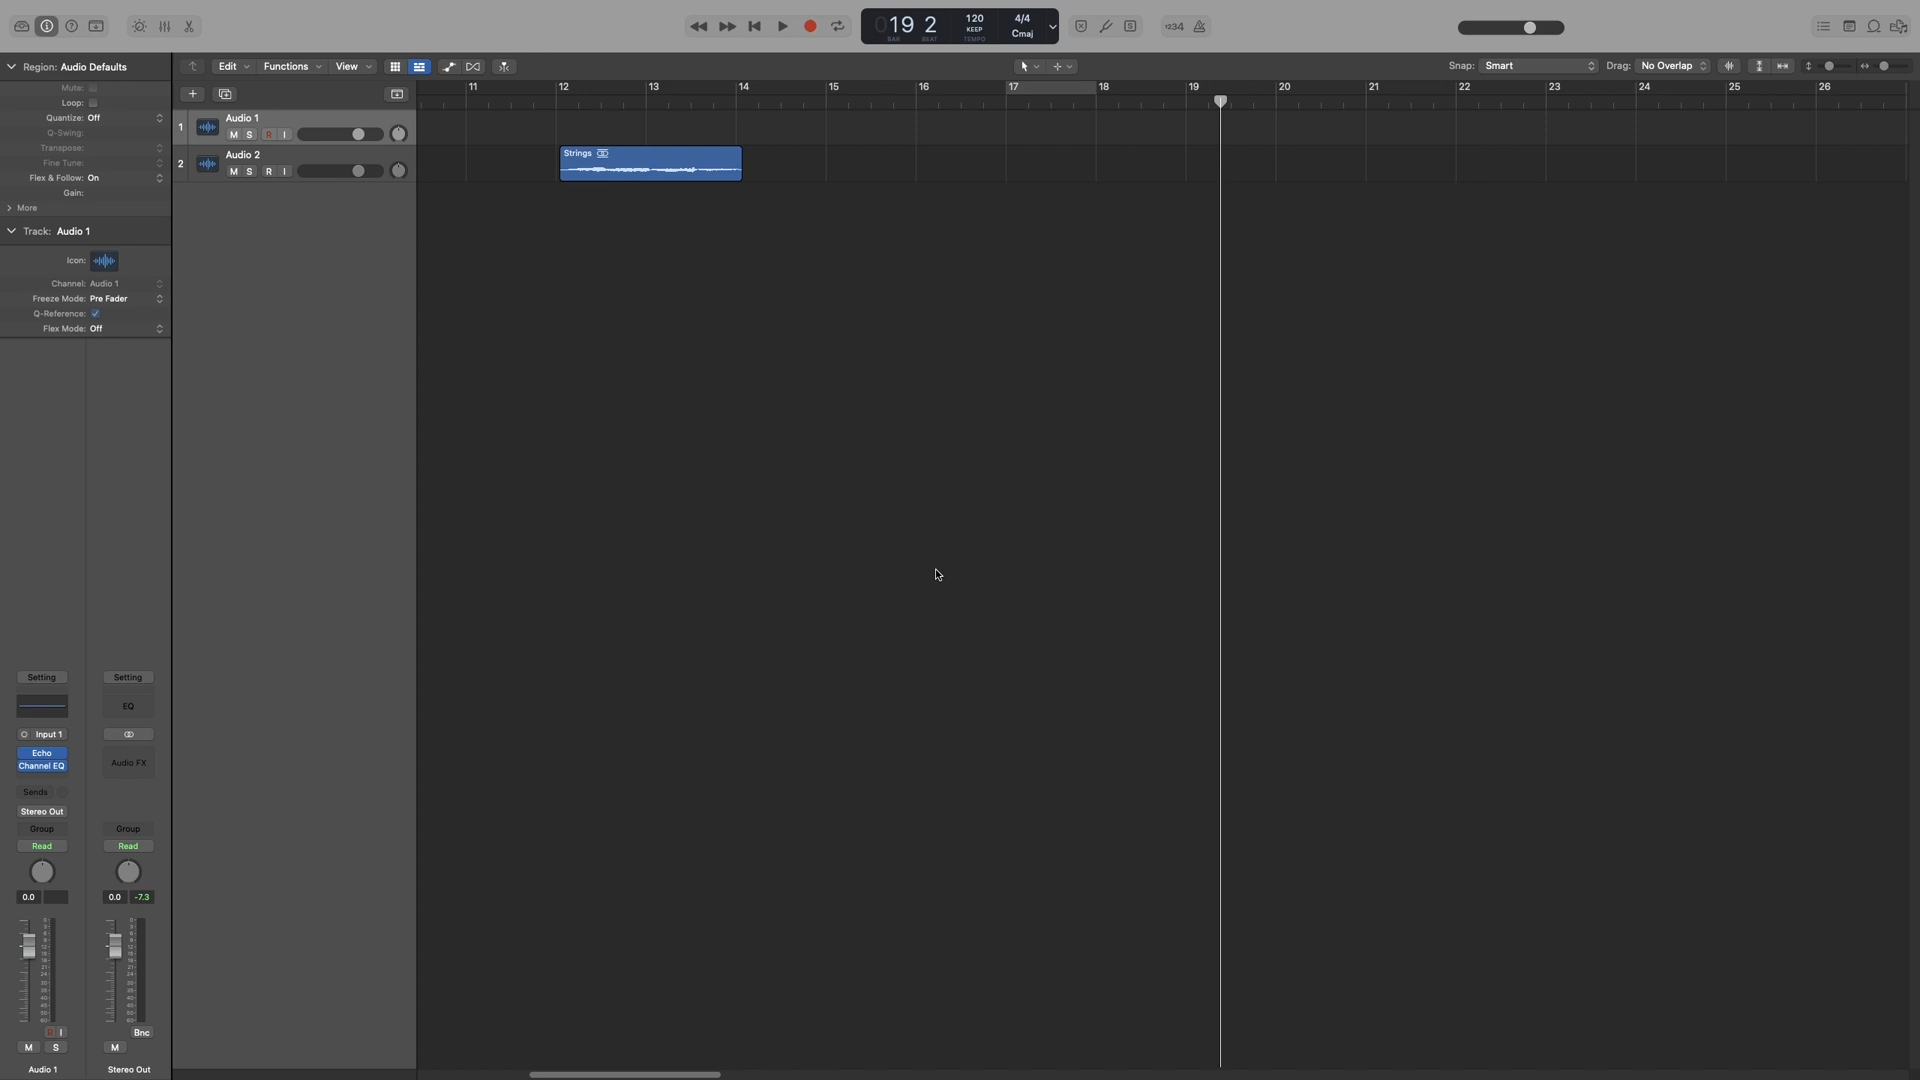 19 2
BAR BEAT
120
KEEP
TEMPO
4/4
Cmaj
S
1234
Region: Audio Defaults
Edit
Functions
View
Snap: Smart
Drag: No Overlap
Mute:
Loop:
Quantize: Off
Q-Swing:
Transpose:
Fine Tune:
Flex & Follow: On
Gain:
More
11 12 13 14 15 16 17 18 19 20 21 22 23 24 25 26
1
Audio 1
M S R I
2
Audio 2
M S R I
Strings
Track: Audio 1
Icon:
Channel: Audio 1
Freeze Mode: Pre Fader
Q-Reference:
Flex Mode: Off
Setting Setting
EQ
Input 1
Echo
Channel EQ
Audio FX
Sends
Stereo Out
Group Group
Read Read
0.0 0.0 -7.3
R I
Bnc
M S M
Audio 1 Stereo Out